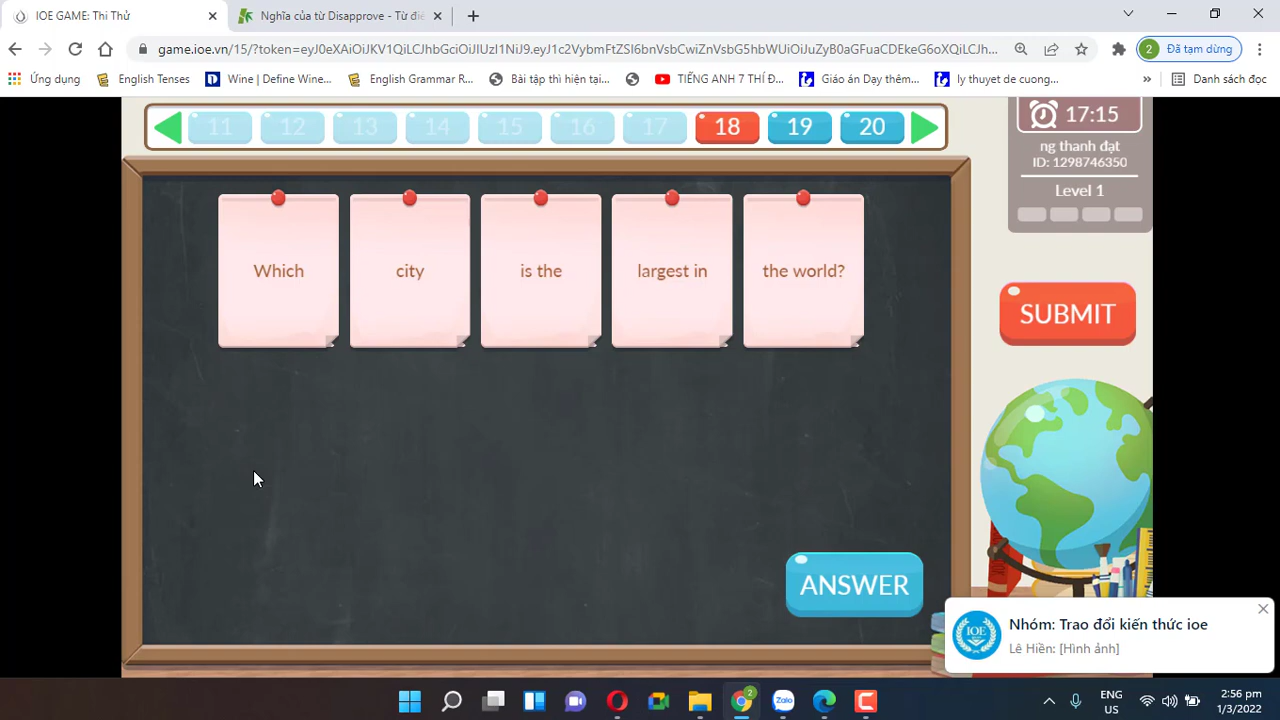 IOE GAME: Thi Thử
Nghĩa của từ Disapprove - Từ điể
game.ioe.vn/15/?token=eyJ0eXAiOiJKV1QiLCJhbGciOiJIUzI1NiJ9.eyJ1c2VybmFtZSI6bnVsbCwiZnVsbG5hbWUiOiJuZyB0aGFuaCDEkeG6oXQiLCJh...
2
Đã tạm dừng
Ứng dụng
English Tenses
Wine | Define Wine...
English Grammar R...
Bài tập thì hiện tại...
TIẾNG ANH 7 THÍ Đ...
Giáo án Dạy thêm...
ly thuyet de cuong...
»
Danh sách đọc
11
12
13
14
15
16
17
18
19
20
17:15
ng thanh đạt
ID: 1298746350
Level 1
Which
city
is the
largest in
the world?
SUBMIT
ANSWER
Nhóm: Trao đổi kiến thức ioe
IOE
Lê Hiền: [Hình ảnh]
2
Zalo
ENG
US
2:56 pm
1/3/2022